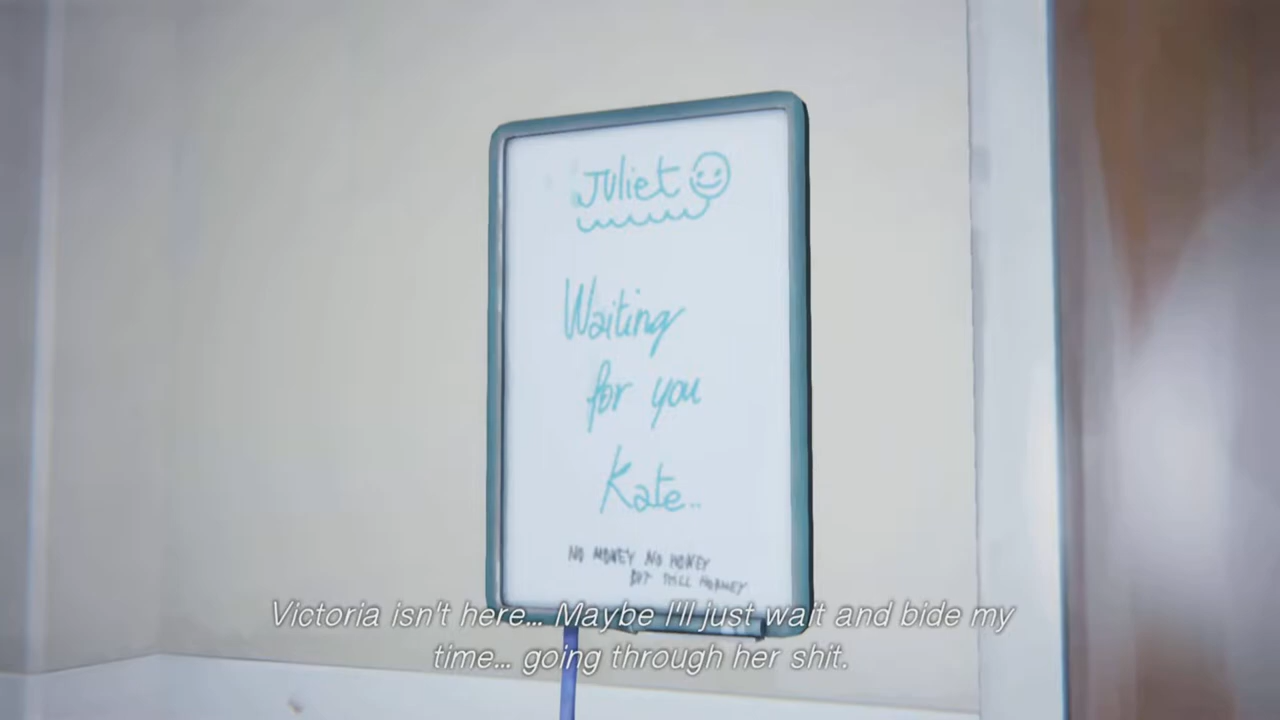 Juliet
Waiting
for you
Kate..
NO MONEY NO HONEY
BUT STILL HORNEY
Victoria isn't here... Maybe I'll just wait and bide my
time... going through her shit.